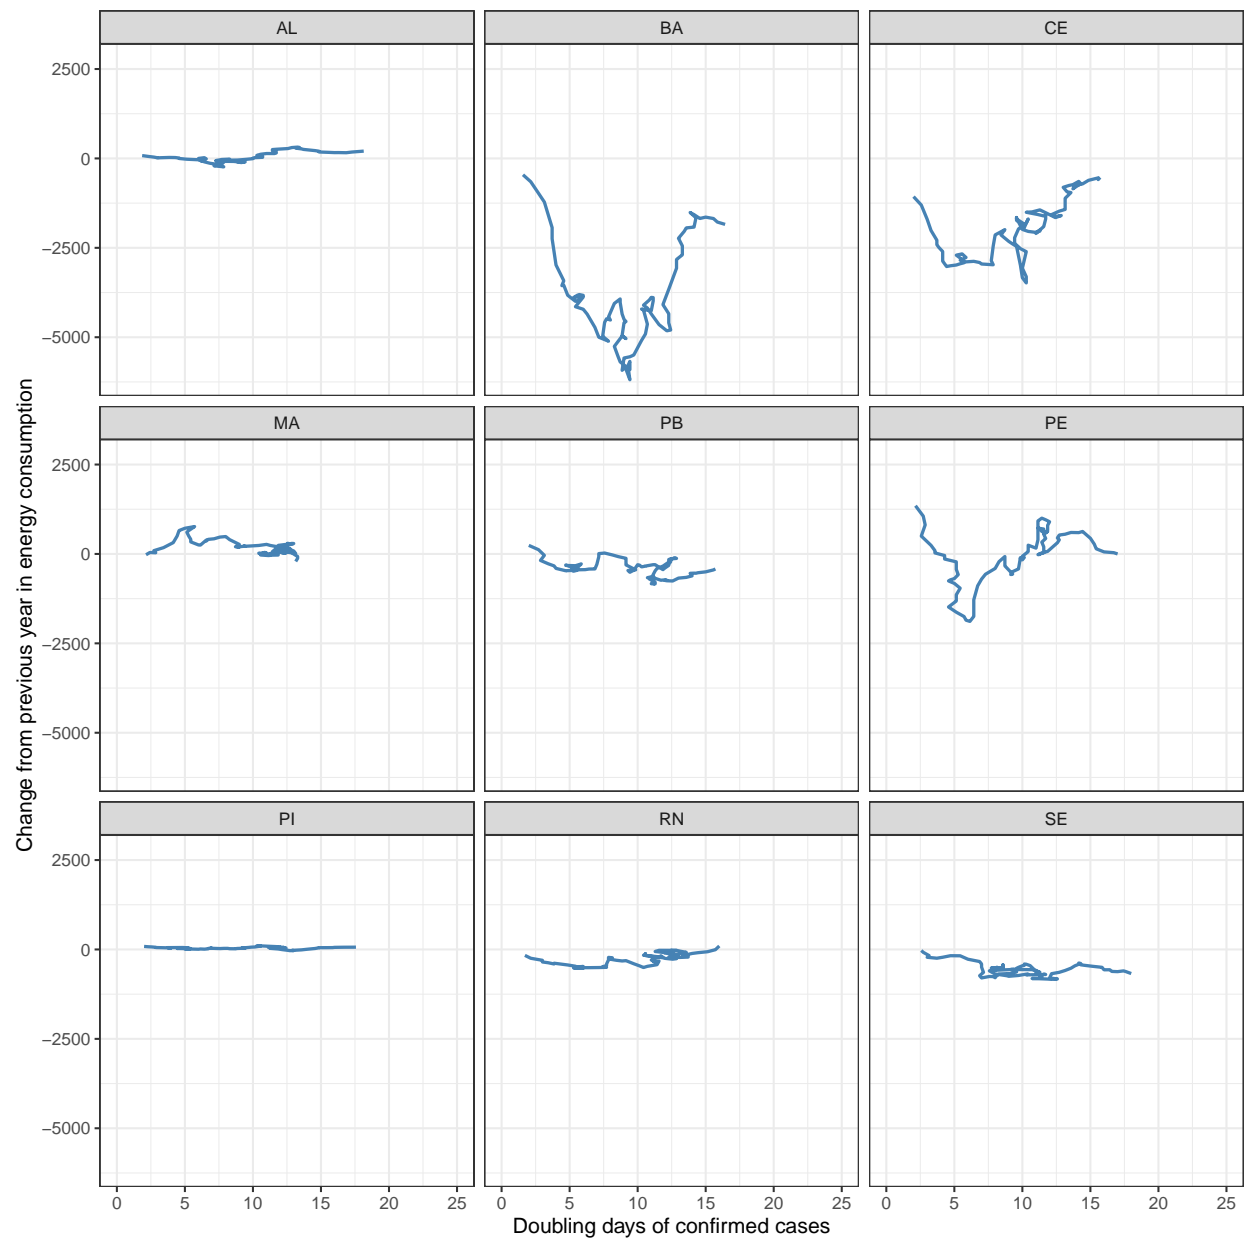 AL BA CE
2500
0
−2500
−5000
MA PB PE
2500
0
−2500
−5000
PI RN SE
2500
0
−2500
−5000
0 5 10 15 20 25 0 5 10 15 20 25 0 5 10 15 20 25
Doubling days of confirmed cases
Change from previous year in energy consumption